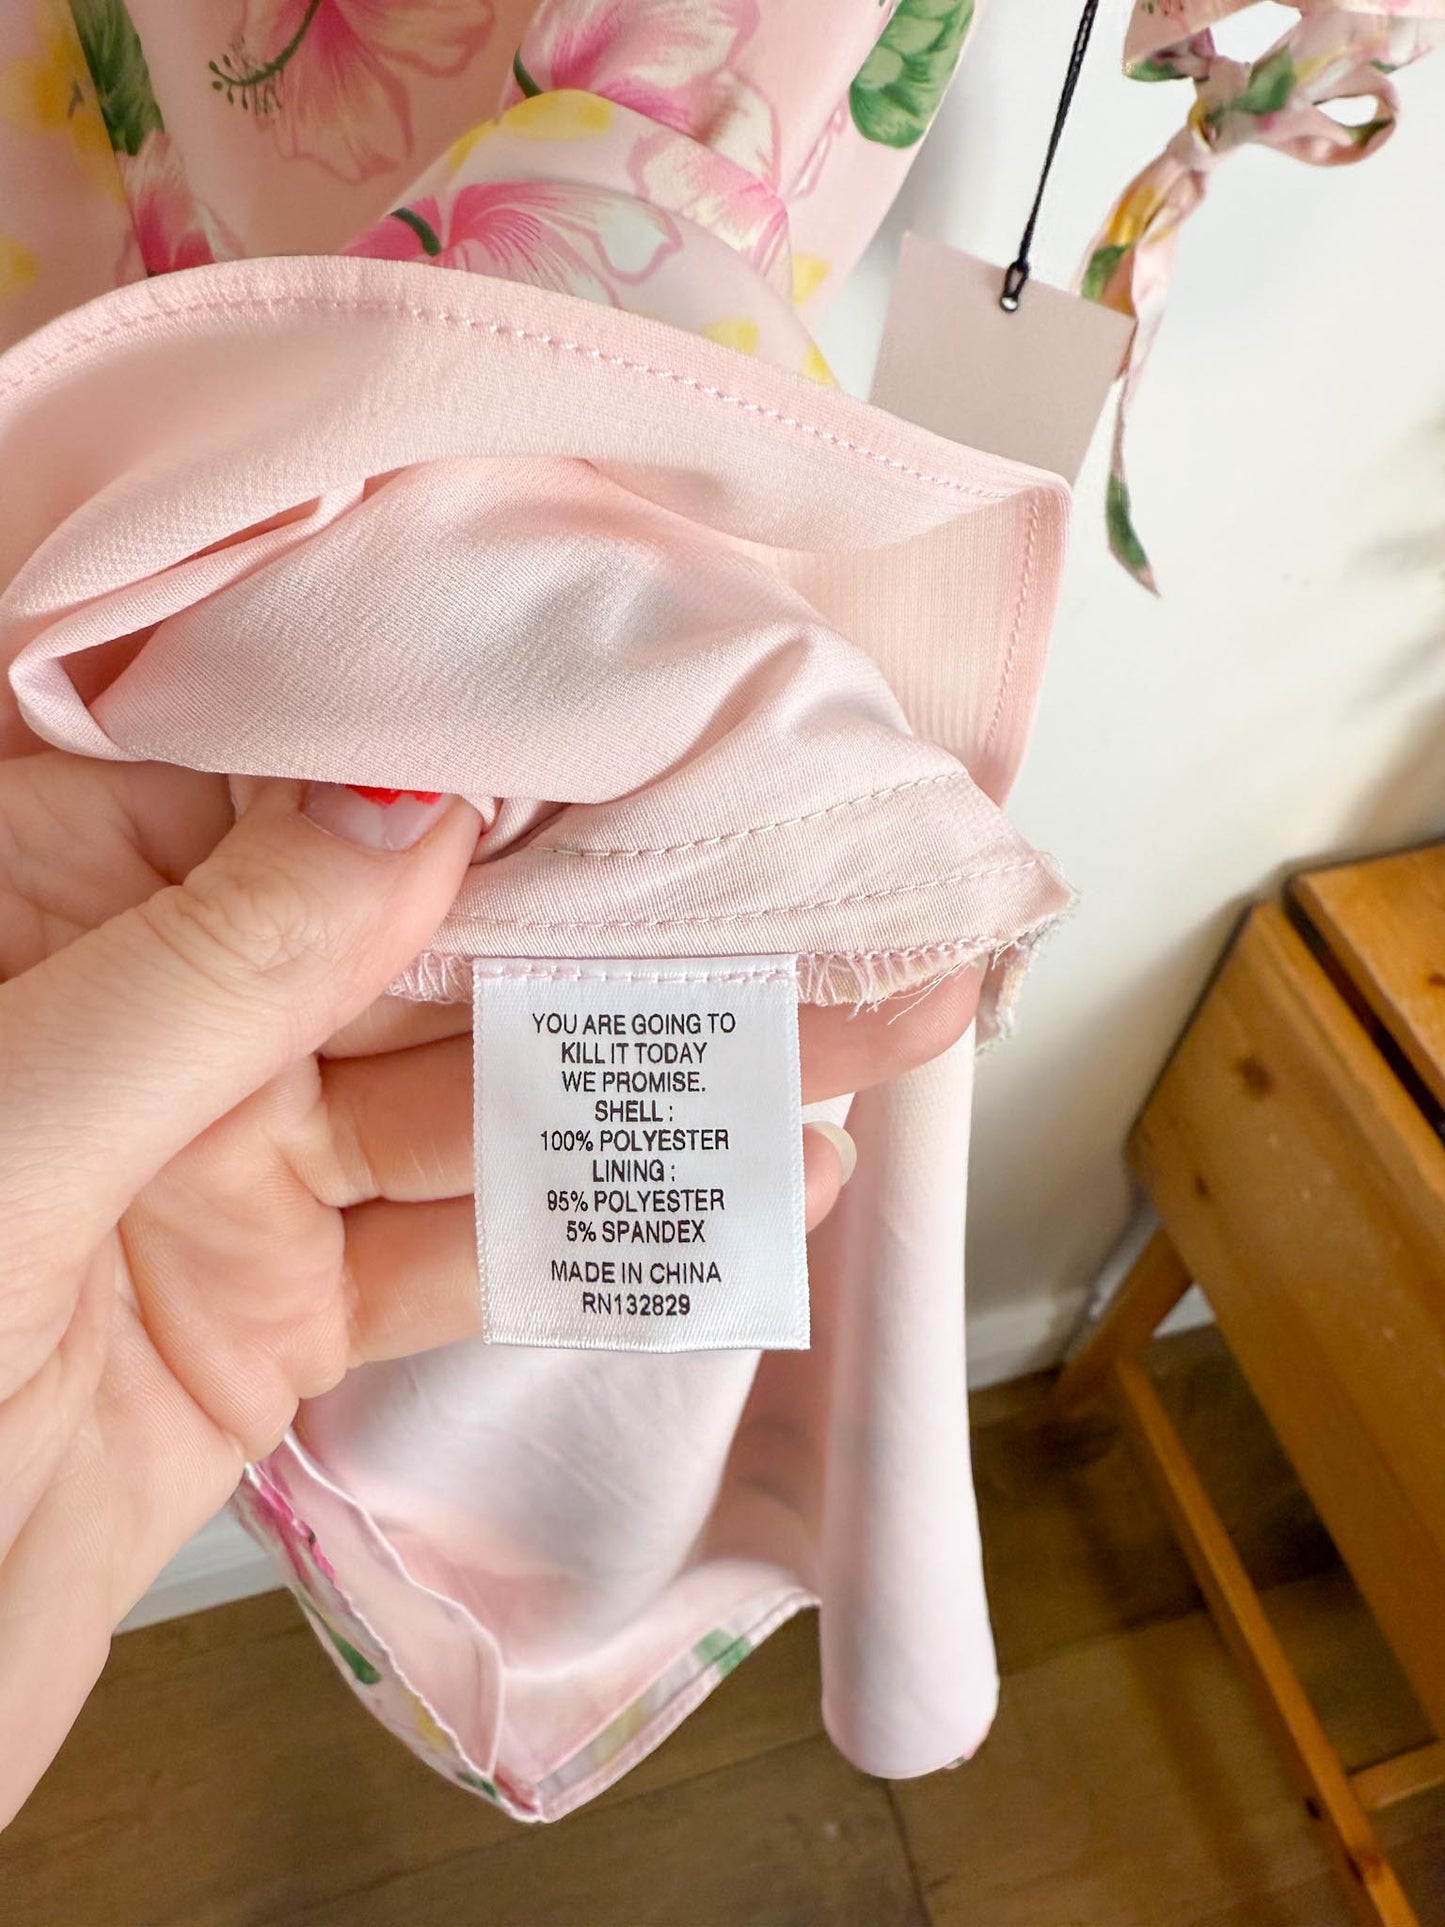 YOU ARE GOING TO
KILL IT TODAY
WE PROMISE.
SHELL :
100% POLYESTER
LINING :
95% POLYESTER
5% SPANDEX
MADE IN CHINA
RN132829